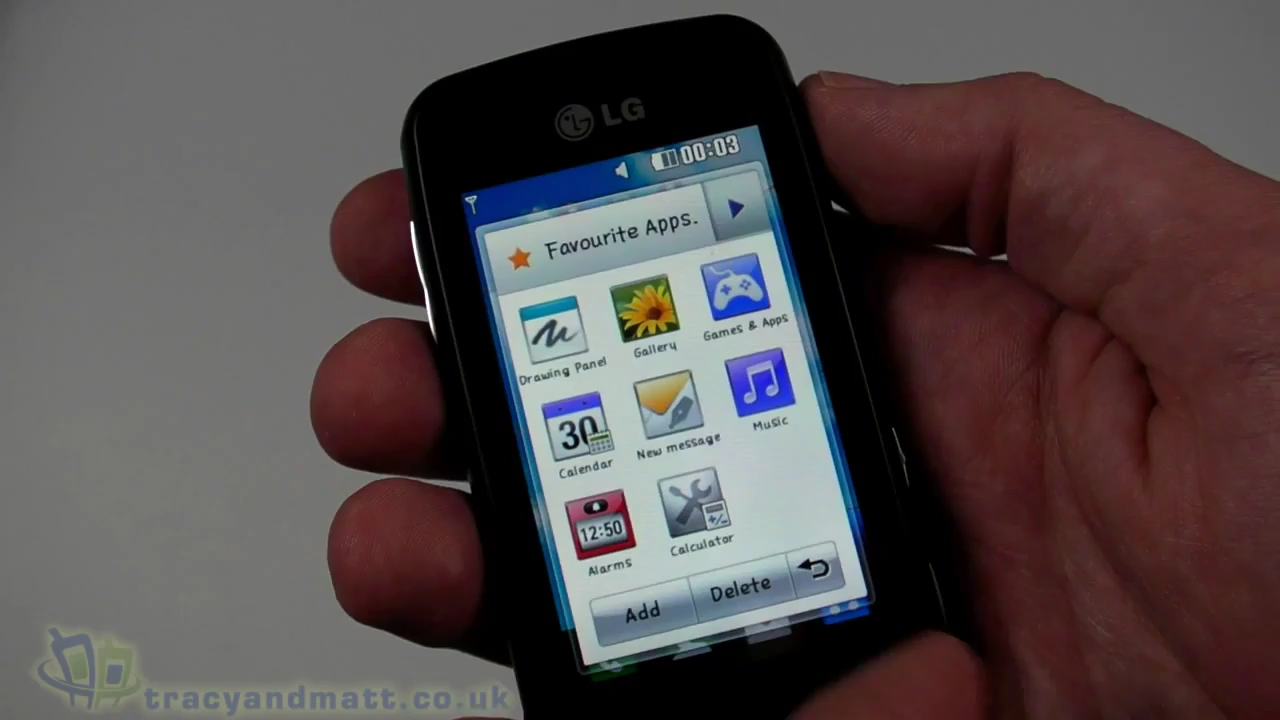 LG
00:03
Favourite Apps.
Drawing Panel
Gallery
Games & Apps
30
Calendar
New message
Music
12:50
Alarms
Calculator
Add
Delete
tracyandmatt.co.uk